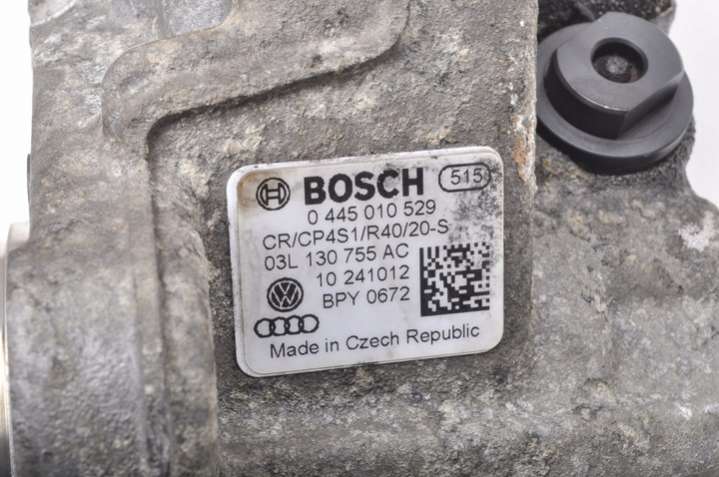 BOSCH 515
0 445 010 529
CR/CP4S1/R40/20-S
03L 130 755 AC
10 241012
BPY 0672
Made in Czech Republic